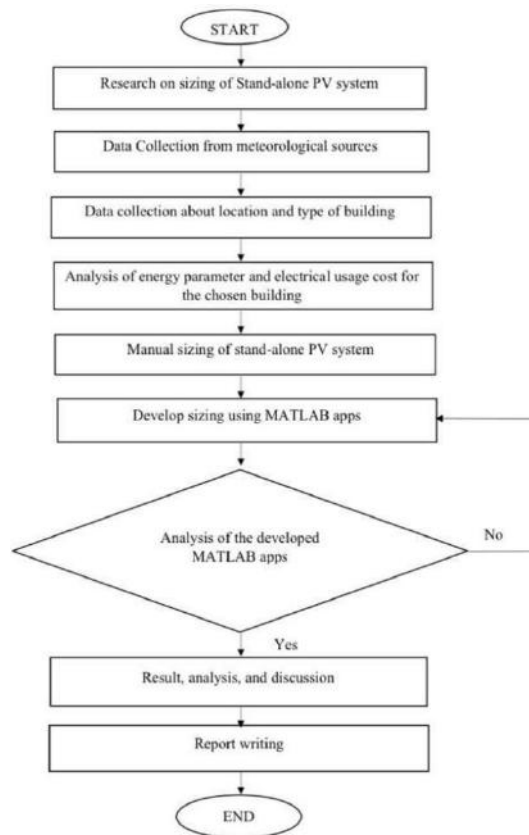 START
Research on sizing of Stand-alone PV system
Data Collection from meteorological sources
Data collection about location and type of building
Analysis of energy parameter and electrical usage cost for
the chosen building
Manual sizing of stand-alone PV system
Develop sizing using MATLAB apps
Analysis of the developed
MATLAB apps
No
Yes
Result, analysis, and discussion
Report writing
END